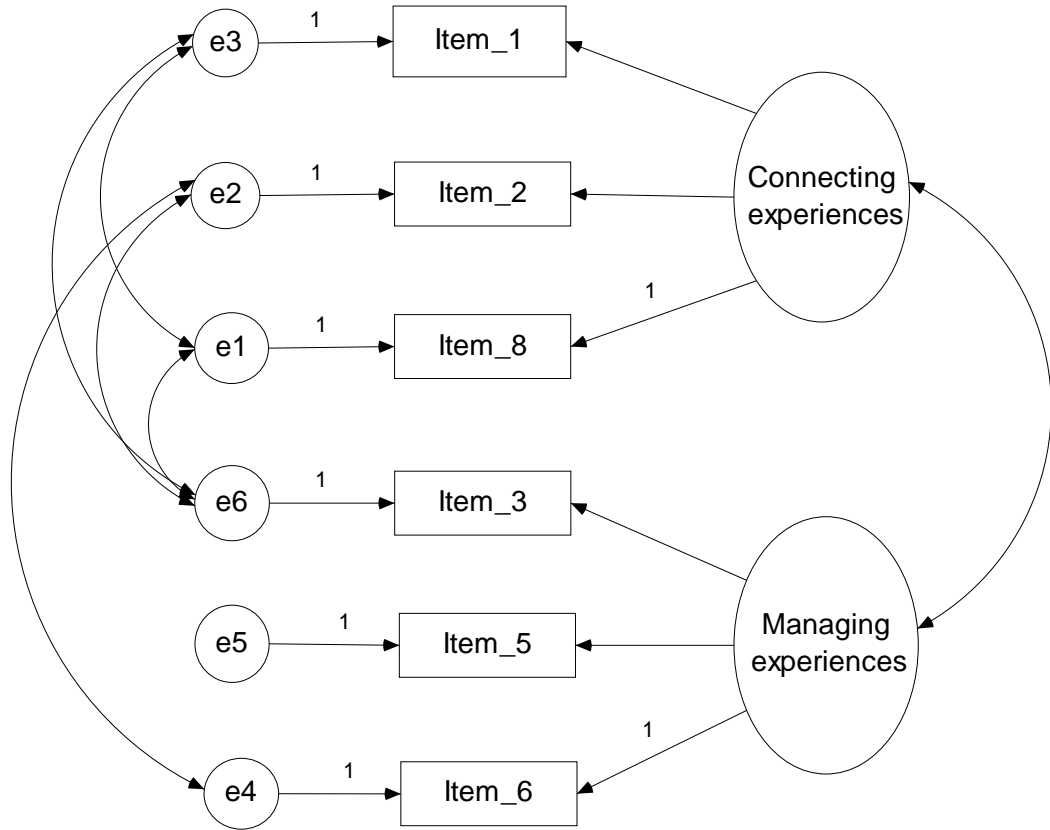 e3
1
Item_1
e2
1
Item_2
Connecting
experiences
e1
1
Item_8
1
e6
1
Item_3
e5
1
Item_5
Managing
experiences
e4
1
Item_6
1